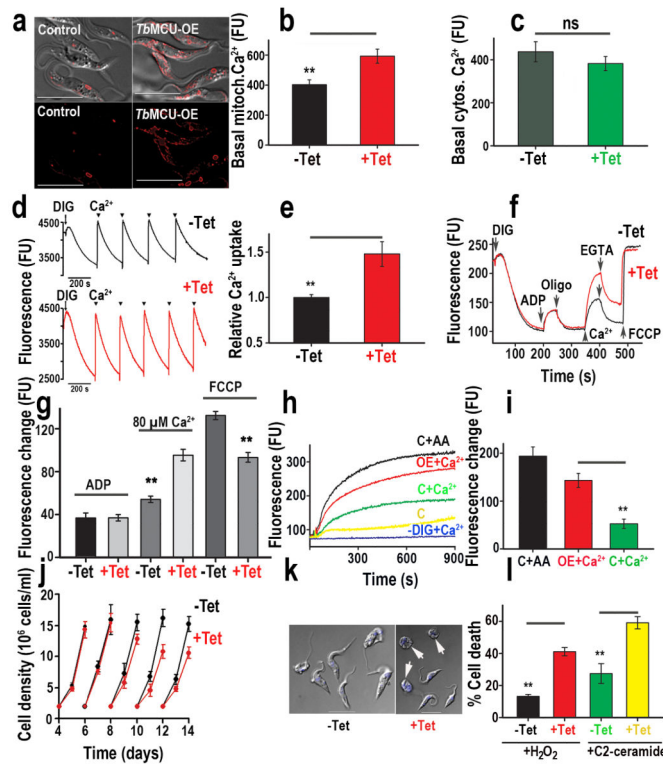 a
Control
TbMCU-OE
Control
TbMCU-OE
b
Basal mitoch.Ca²⁺ (FU)
600
400
200
0
**
-Tet
+Tet
c
Basal cytos. Ca²⁺ (FU)
400
200
0
ns
-Tet
+Tet
d
Fluorescence (FU)
DIG
Ca²⁺
-Tet
4500
3500
200 s
+Tet
DIG
Ca²⁺
4500
3500
2500
200 s
e
Relative Ca²⁺ uptake
1.5
1.0
0.5
**
-Tet
+Tet
f
Fluorescence (FU)
250
200
150
100
DIG
ADP
Oligo
EGTA
Ca²⁺
FCCP
-Tet
+Tet
0 100 200 300 400 500
Time (s)
g
Fluorescence change (FU)
120
80
40
0
ADP
80 µM Ca²⁺
FCCP
**
**
-Tet
+Tet
-Tet
+Tet
-Tet
+Tet
h
Fluorescence (FU)
300
200
100
C+AA
OE+Ca²⁺
C+Ca²⁺
C
-DIG+Ca²⁺
0 300 600 900
Time (s)
i
Fluorescence change (FU)
200
100
0
**
C+AA
OE+Ca²⁺
C+Ca²⁺
j
Cell density (10⁶ cells/ml)
20
15
10
5
0
-Tet
+Tet
4 6 8 10 12 14
Time (days)
k
-Tet
+Tet
l
% Cell death
60
40
20
0
**
**
-Tet
+Tet
-Tet
+Tet
+H₂O₂
+C2-ceramide